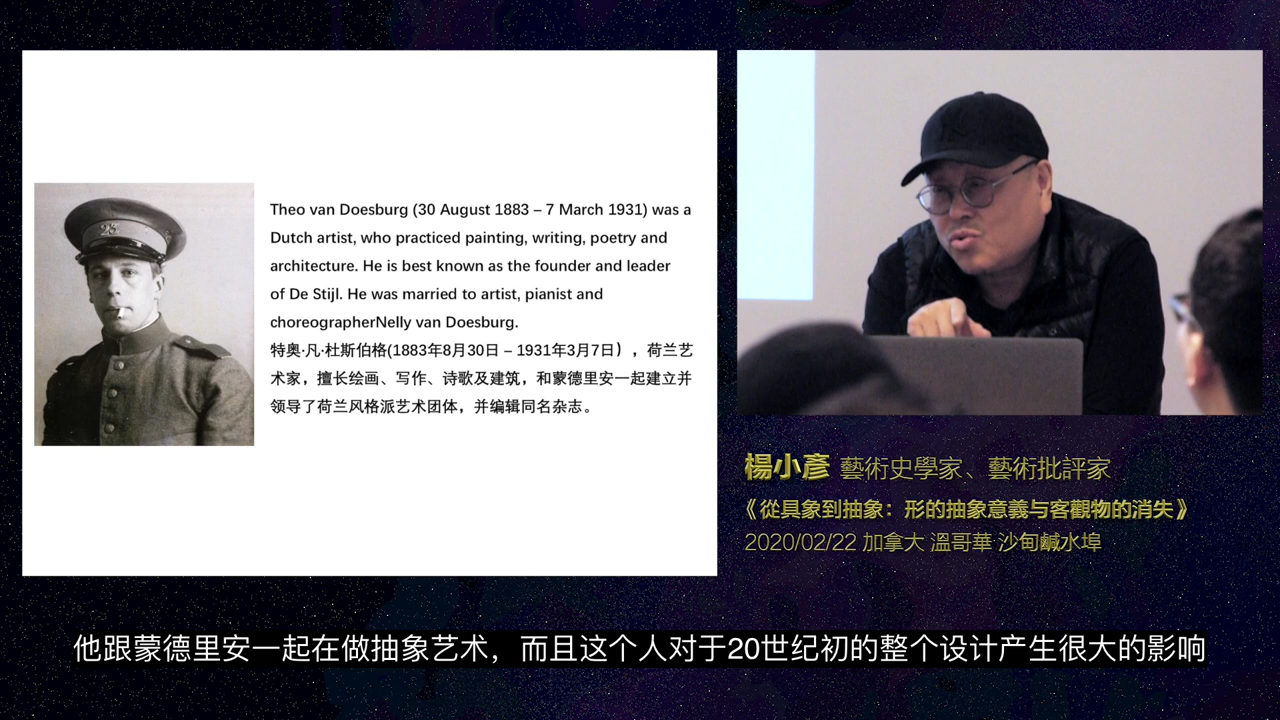 23
Theo van Doesburg (30 August 1883 – 7 March 1931) was a
Dutch artist, who practiced painting, writing, poetry and
architecture. He is best known as the founder and leader
of De Stijl. He was married to artist, pianist and
choreographerNelly van Doesburg.
特奥·凡·杜斯伯格(1883年8月30日 – 1931年3月7日），荷兰艺
术家，擅长绘画、写作、诗歌及建筑，和蒙德里安一起建立并
领导了荷兰风格派艺术团体，并编辑同名杂志。
楊小彥 藝術史學家、藝術批評家
《從具象到抽象：形的抽象意義与客觀物的消失》
2020/02/22 加拿大 溫哥華 沙甸鹹水埠
他跟蒙德里安一起在做抽象艺术，而且这个人对于20世纪初的整个设计产生很大的影响